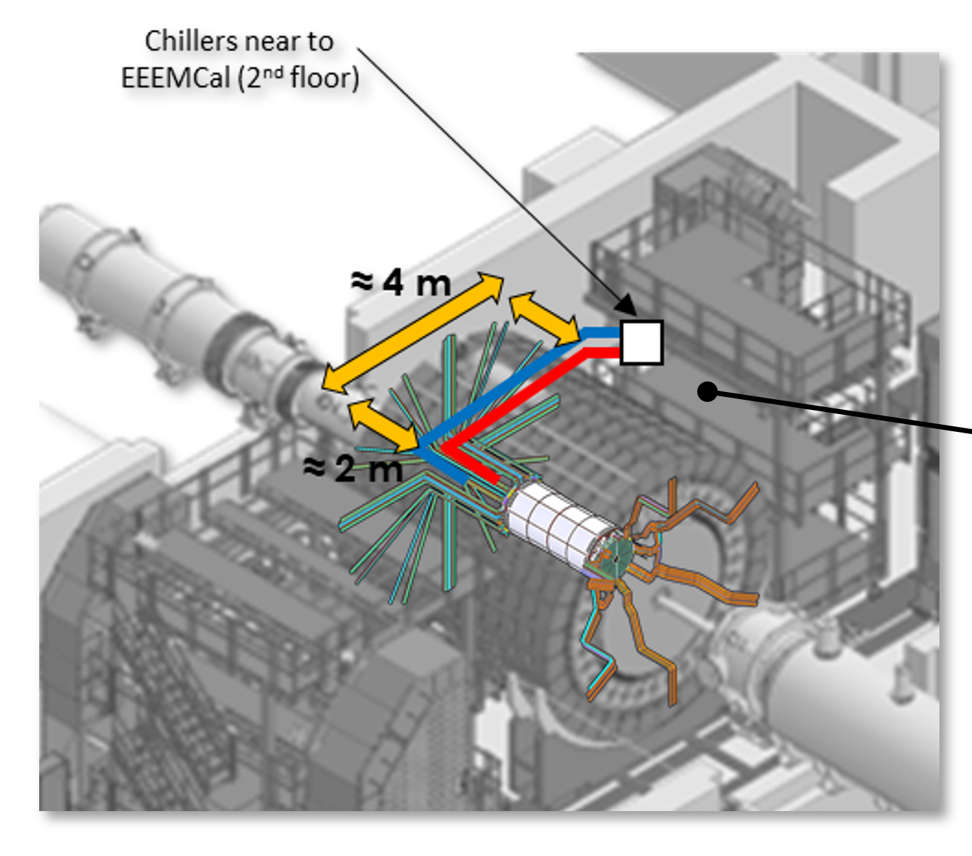 Chillers near to
EEEMCal (2nd floor)
≈ 4 m
≈ 2 m